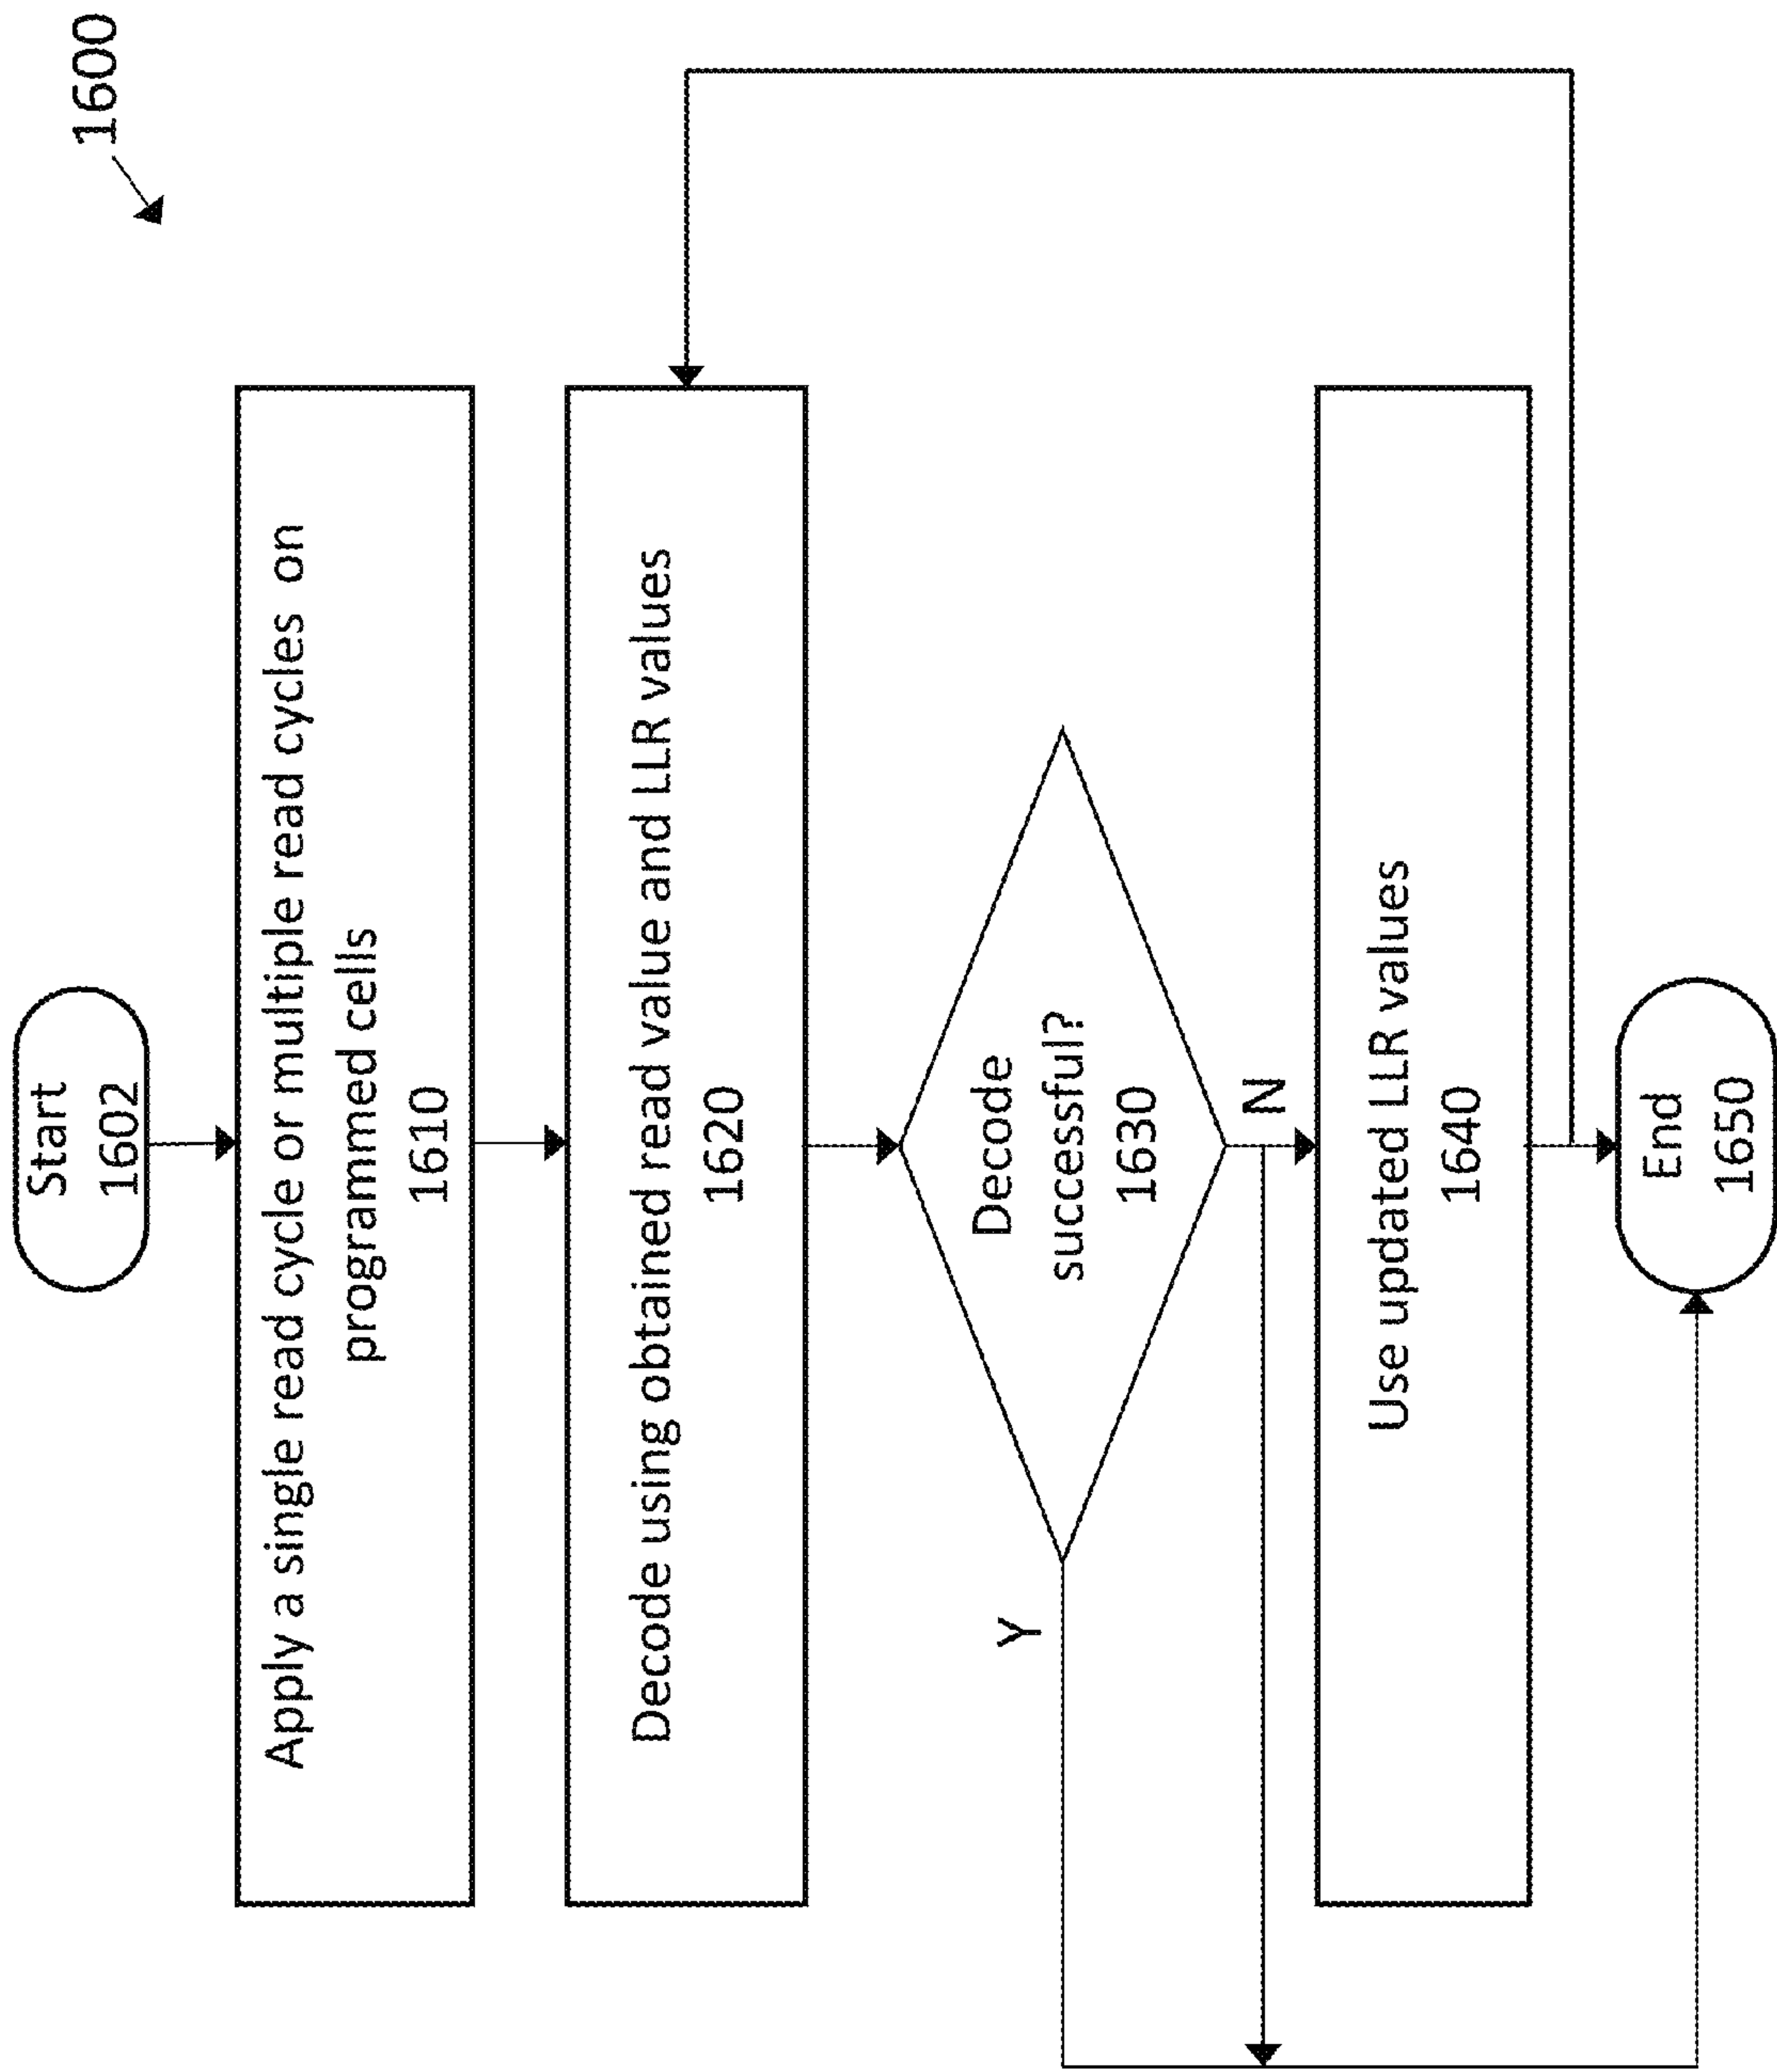 1600
Start
1602
Apply a single read cycle or multiple read cycles on
programmed cells
1610
Decode using obtained read value and LLR values
1620
Decode
successful?
1630
Y
N
Use updated LLR values
1640
End
1650